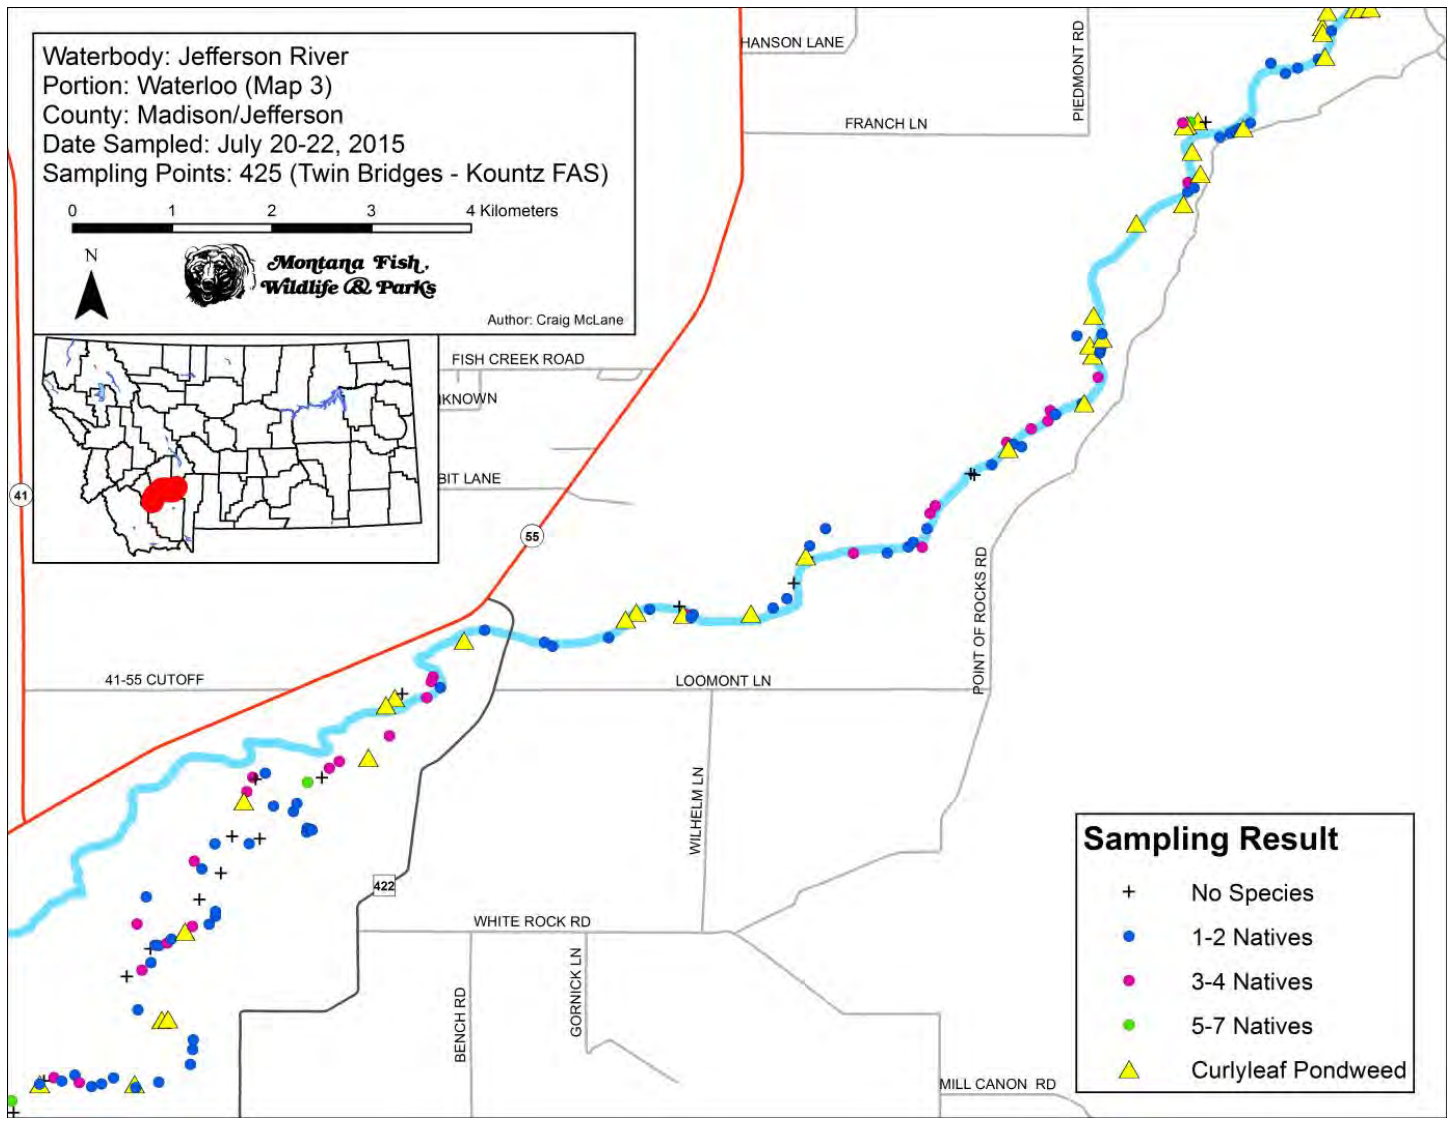 Waterbody: Jefferson River
Portion: Waterloo (Map 3)
County: Madison/Jefferson
Date Sampled: July 20-22, 2015
Sampling Points: 425 (Twin Bridges - Kountz FAS)
0 1 2 3 4 Kilometers
N
Montana Fish,
Wildlife & Parks
Author: Craig McLane
HANSON LANE
PIEDMONT RD
FRANCH LN
FISH CREEK ROAD
KNOWN
BIT LANE
41
55
POINT OF ROCKS RD
41-55 CUTOFF
LOOMONT LN
WILHELM LN
422
WHITE ROCK RD
BENCH RD
GORNICK LN
MILL CANON RD
Sampling Result
No Species
1-2 Natives
3-4 Natives
5-7 Natives
Curlyleaf Pondweed